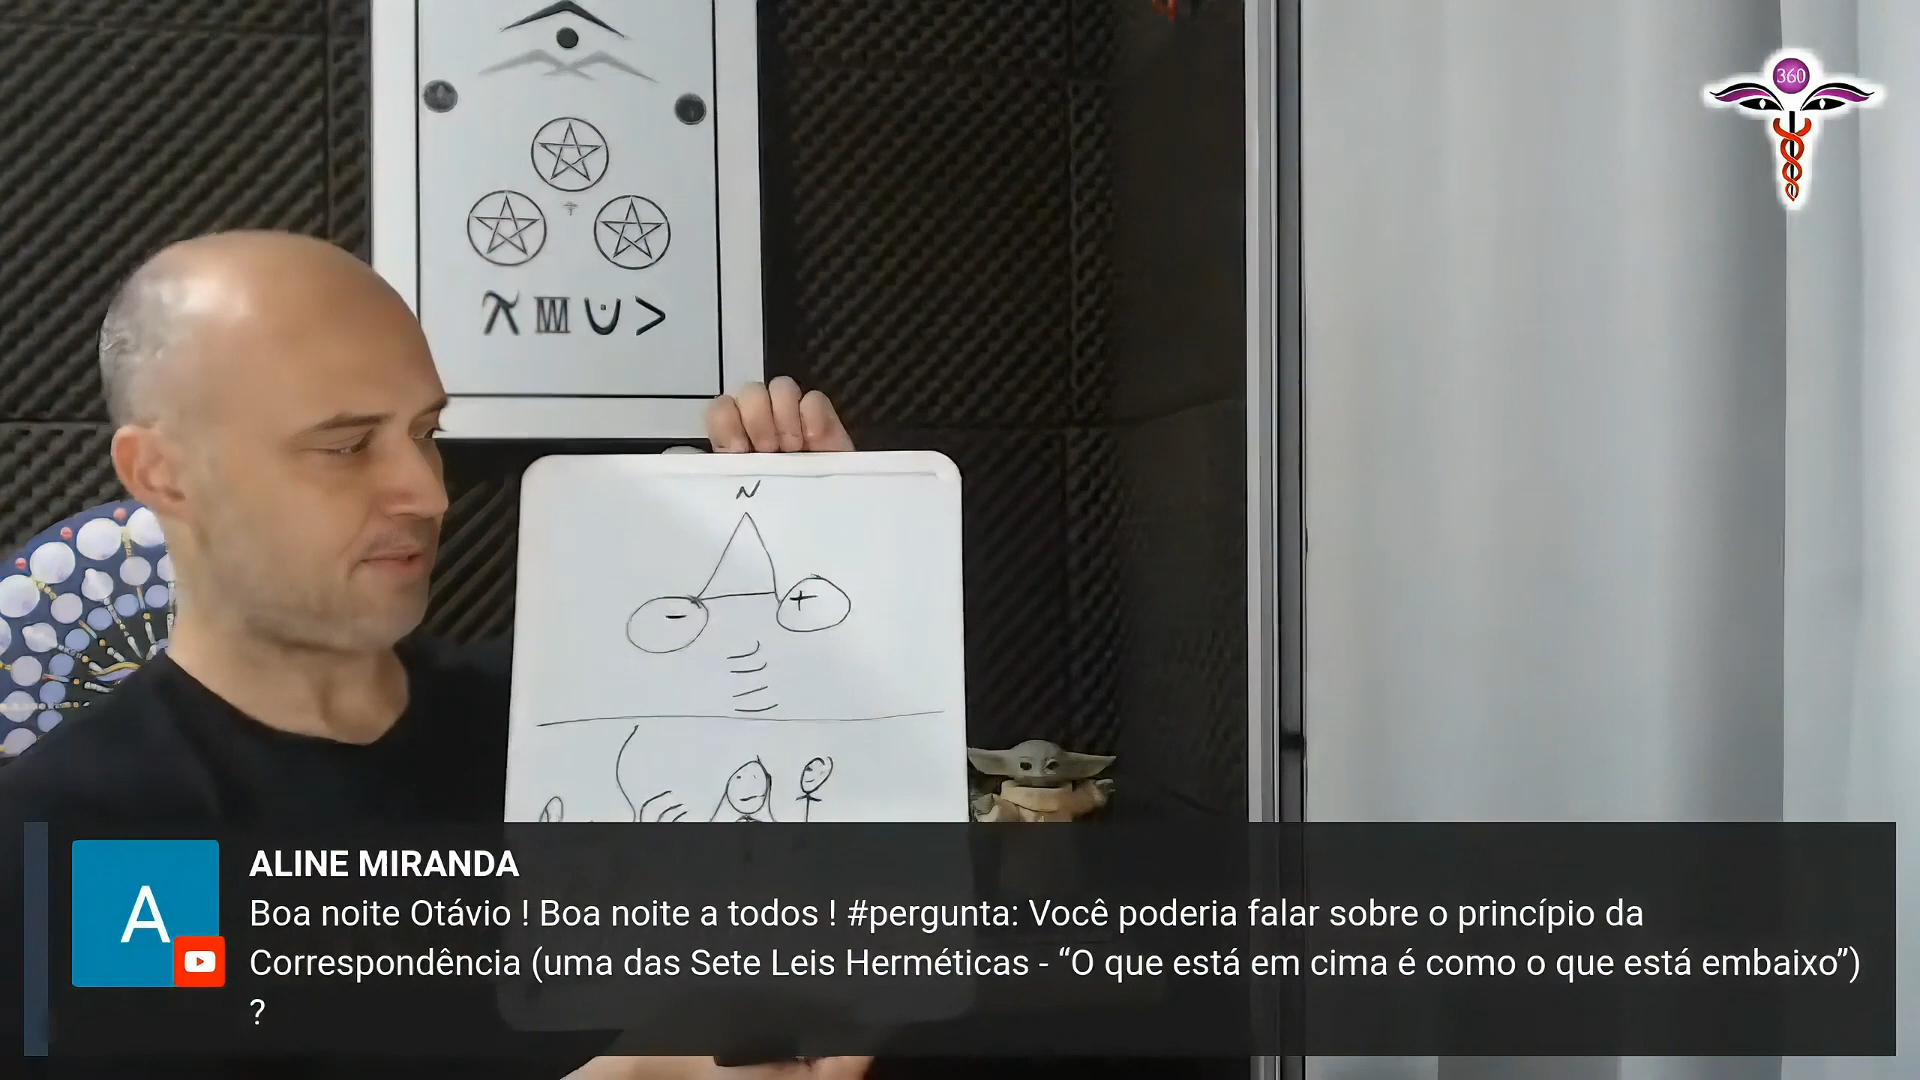 360
N
-
+
A
ALINE MIRANDA
Boa noite Otávio ! Boa noite a todos ! #pergunta: Você poderia falar sobre o princípio da
Correspondência (uma das Sete Leis Herméticas - “O que está em cima é como o que está embaixo”)
?